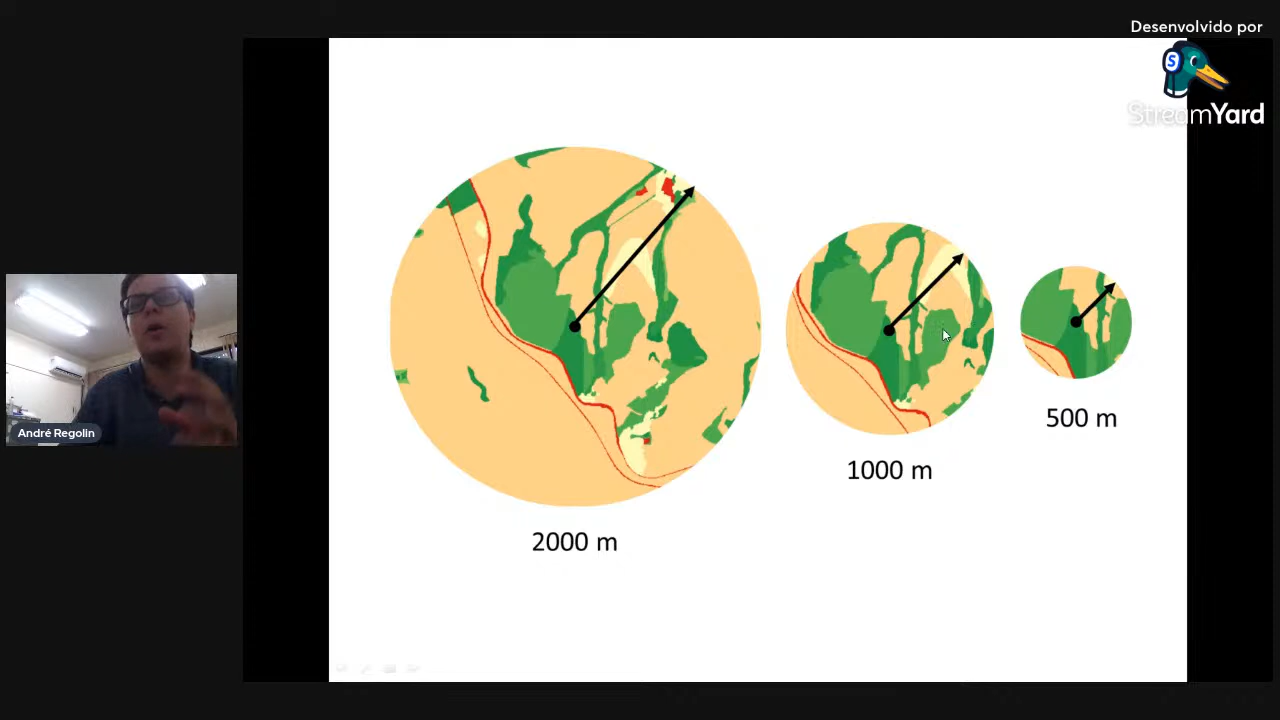 Desenvolvido por
S
StreamYard
André Regolin
2000 m
1000 m
500 m